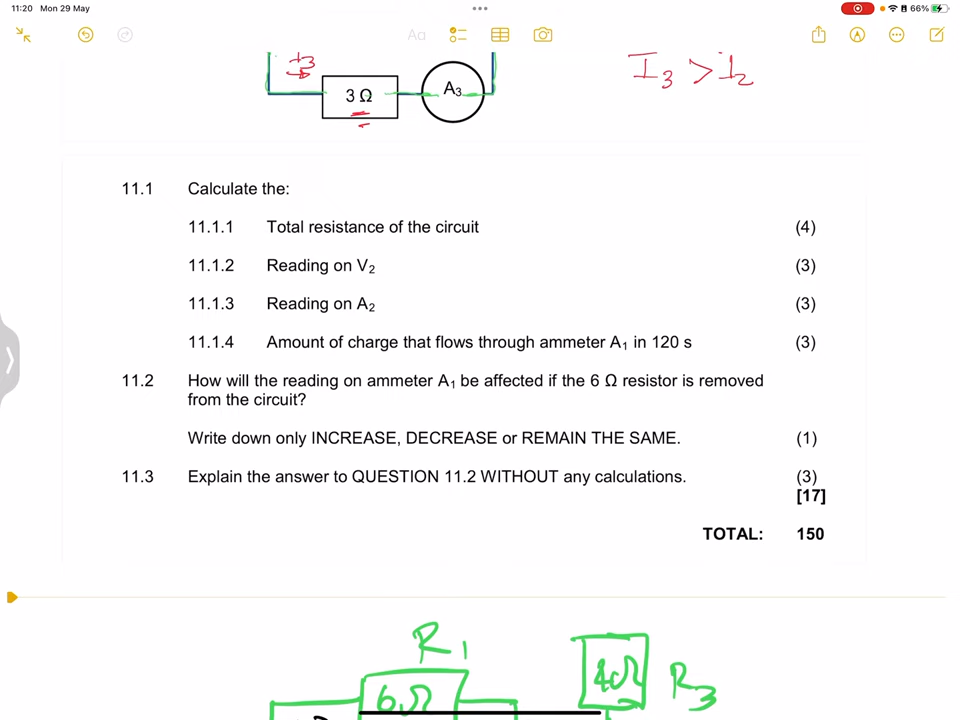 11:20 Mon 29 May
66%
Aa
I3
I3 > I2
3 Ω
A3
11.1 Calculate the:
11.1.1 Total resistance of the circuit (4)
11.1.2 Reading on V2 (3)
11.1.3 Reading on A2 (3)
11.1.4 Amount of charge that flows through ammeter A1 in 120 s (3)
11.2 How will the reading on ammeter A1 be affected if the 6 Ω resistor is removed
from the circuit?
Write down only INCREASE, DECREASE or REMAIN THE SAME. (1)
11.3 Explain the answer to QUESTION 11.2 WITHOUT any calculations. (3)
[17]
TOTAL: 150
R1
6Ω
4Ω
R3